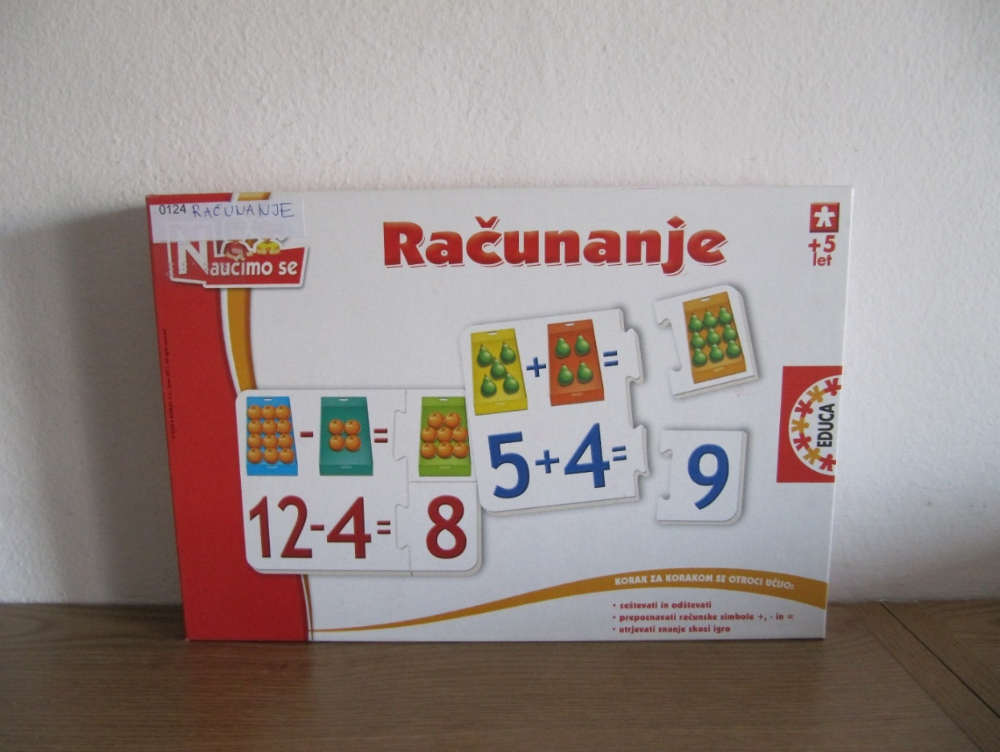 0124 RAČUNANJE
Naučimo se
Računanje
+5
let
+ =
5+4=
9
- =
12-4=
8
EDUCA
KORAK ZA KORAKOM SE OTROCI UČIJO:
• seštevati in odštevati
• prepoznavati računske simbole +, - in =
• utrjevati znanje skozi igro